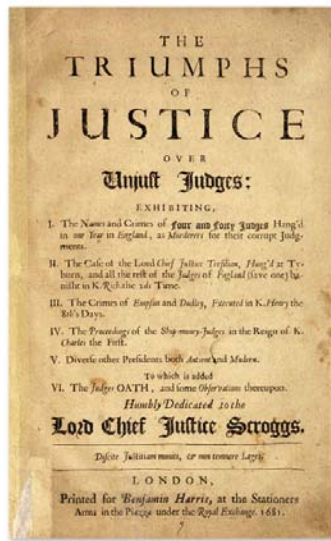 THE
TRIUMPHS
OF
JUSTICE
OVER
Unjust Judges:
EXHIBITING,
I. The Names and Crimes of Four and Forty Judges Hang'd
in one Year in England, as Murderers for their corrupt Judg-
ments.
II. The Case of the Lord Chief Justice Tresilian, Hang'd at Ty-
burn, and all the rest of the Judges of England (save one) ba-
nisht in K. Rich. the 2ds Time.
III. The Crimes of Empson and Dudley, Executed in K. Henry the
8th's Days.
IV. The Proceedings of the Ship-money-Judges in the Reign of K.
Charles the First.
V. Diverse other Presidents both Antient and Modern.
To which is added
VI. The Judges OATH, and some Observations thereupon.
Humbly Dedicated to the
Lord Chief Justice Scroggs.
Discite Justitiam moniti, & non temnere Leges
LONDON,
Printed for Benjamin Harris, at the Stationers
Arms in the Piazza under the Royal Exchange. 1681.